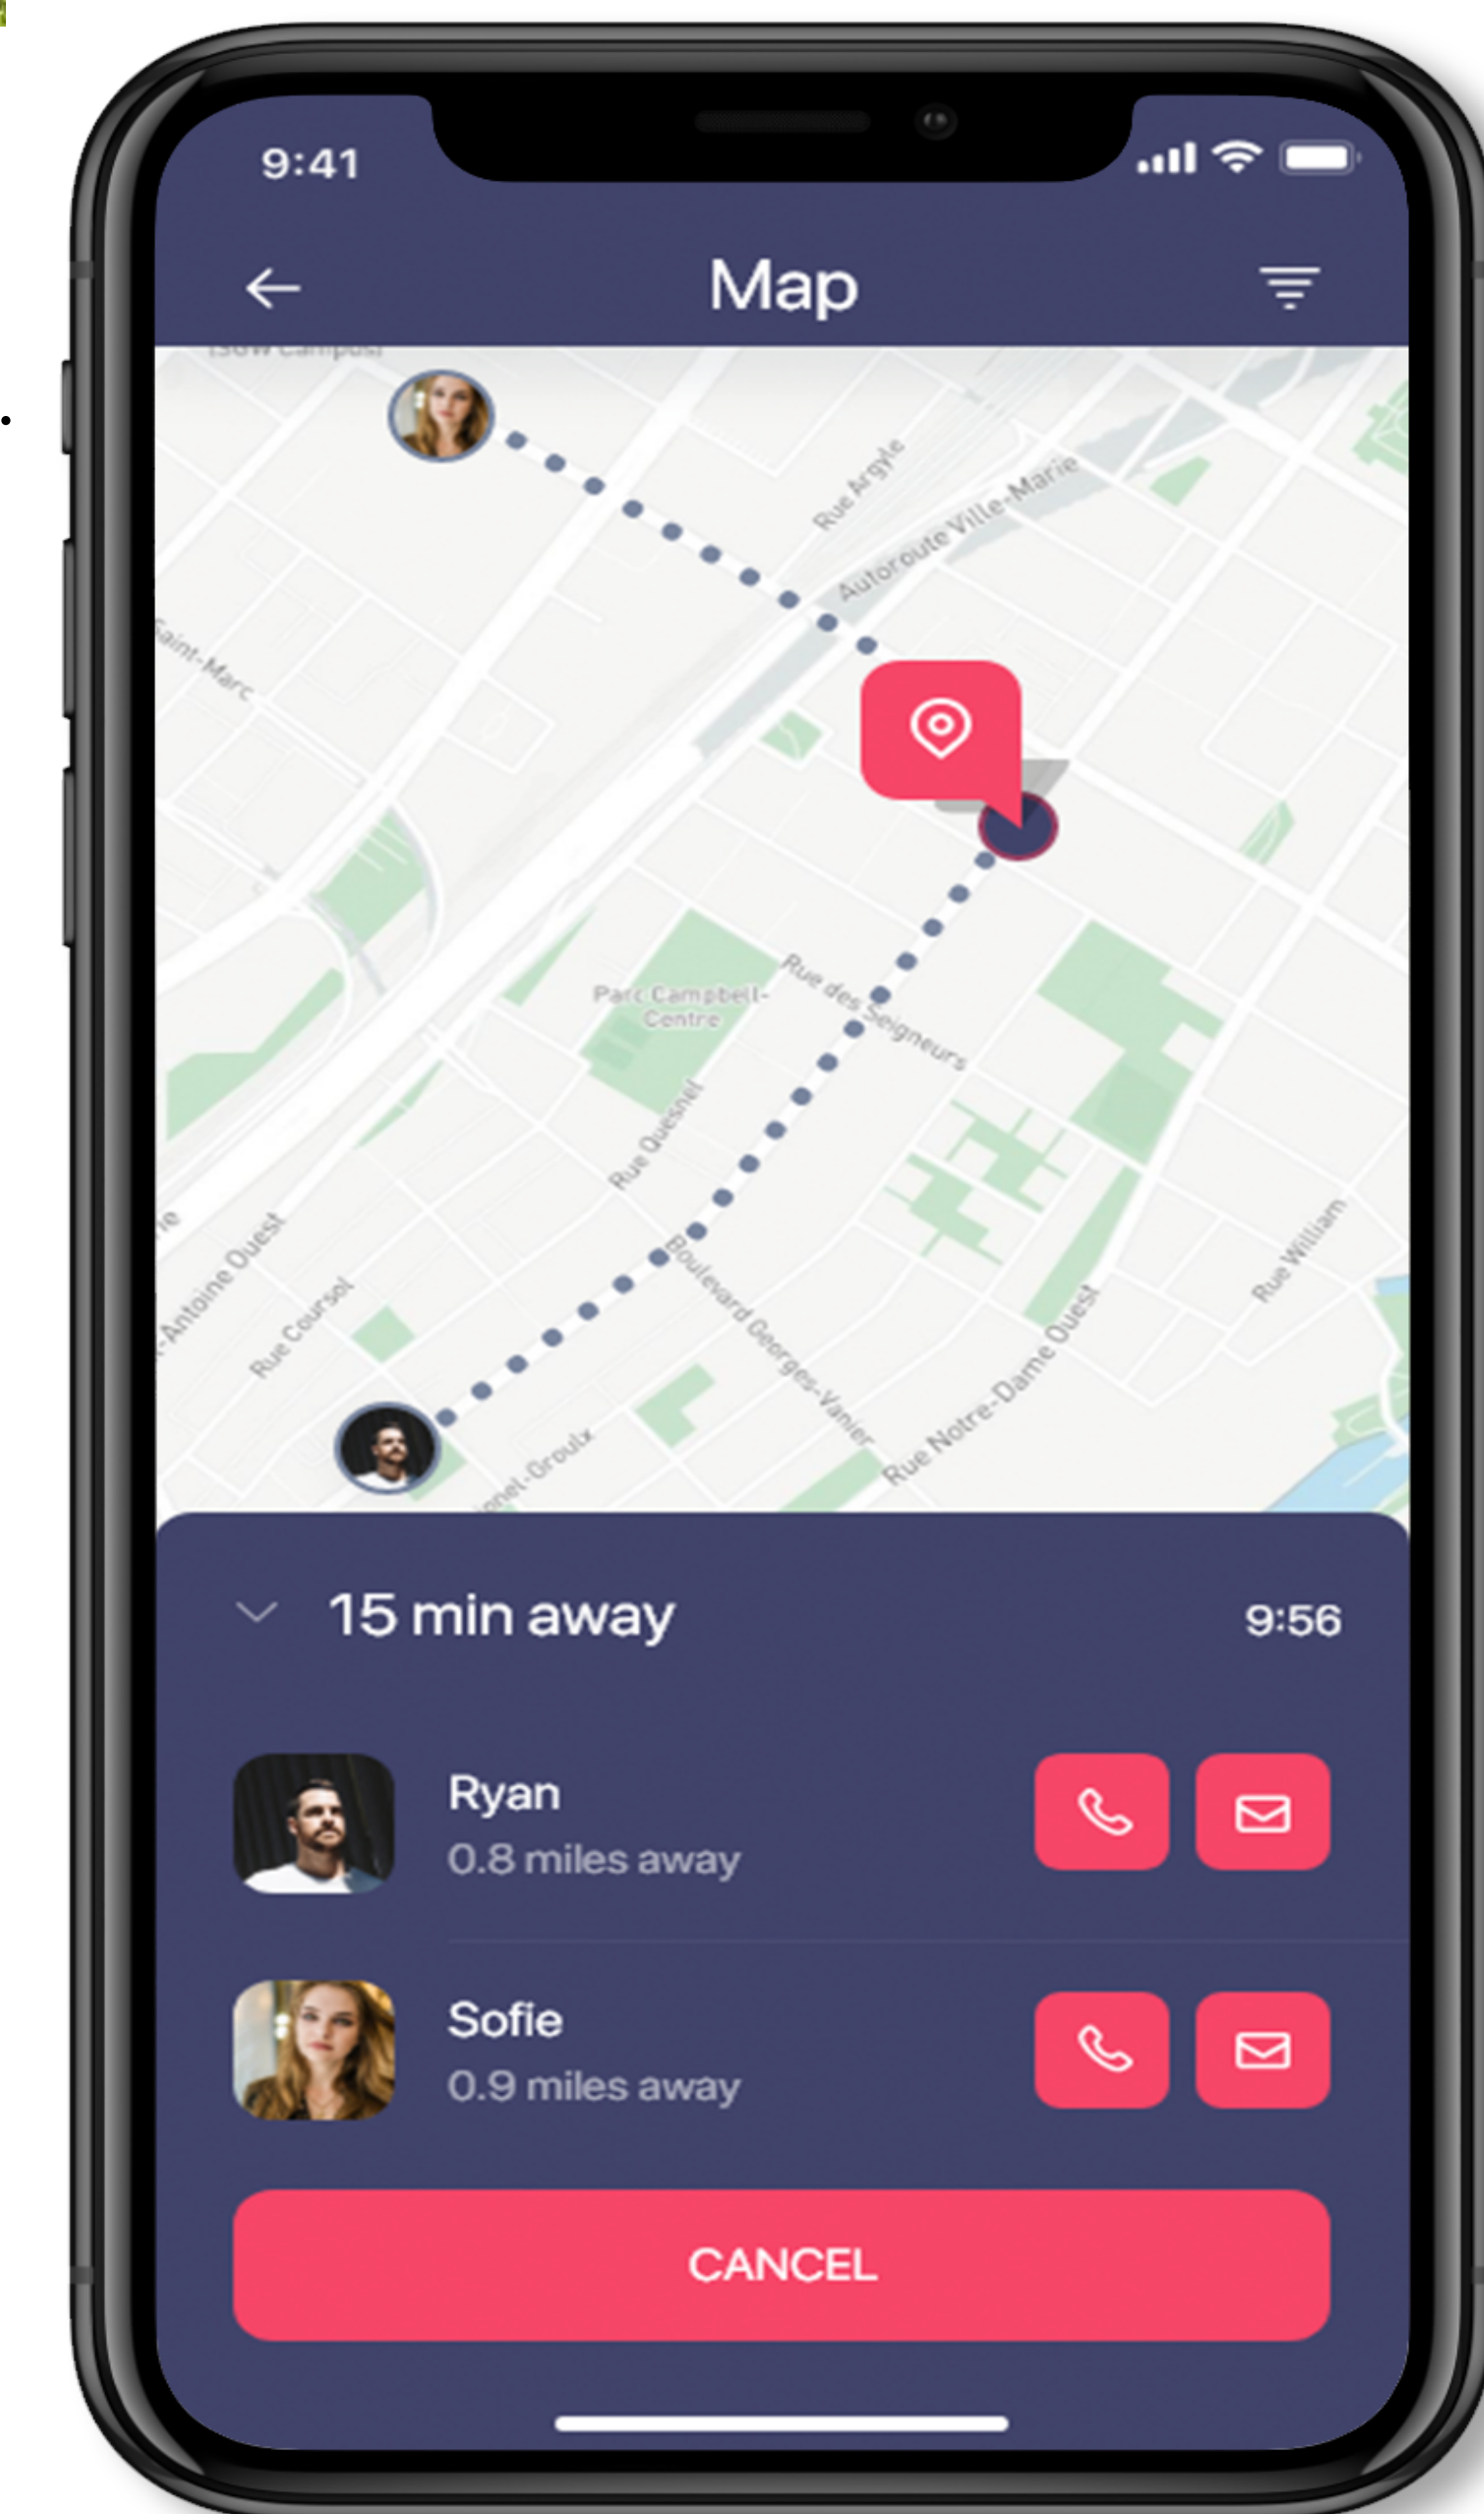 9:41
Map
Rue Argyle
Autoroute Ville-Marie
Saint-Marc
Parc Campbell-
Centre
Rue des Seigneurs
Rue Quesnel
t-Antoine Ouest
Rue Coursol
Boulevard Georges-Vanier
Rue William
Rue Notre-Dame Ouest
ionel-Groulx
15 min away
9:56
Ryan
0.8 miles away
Sofie
0.9 miles away
CANCEL